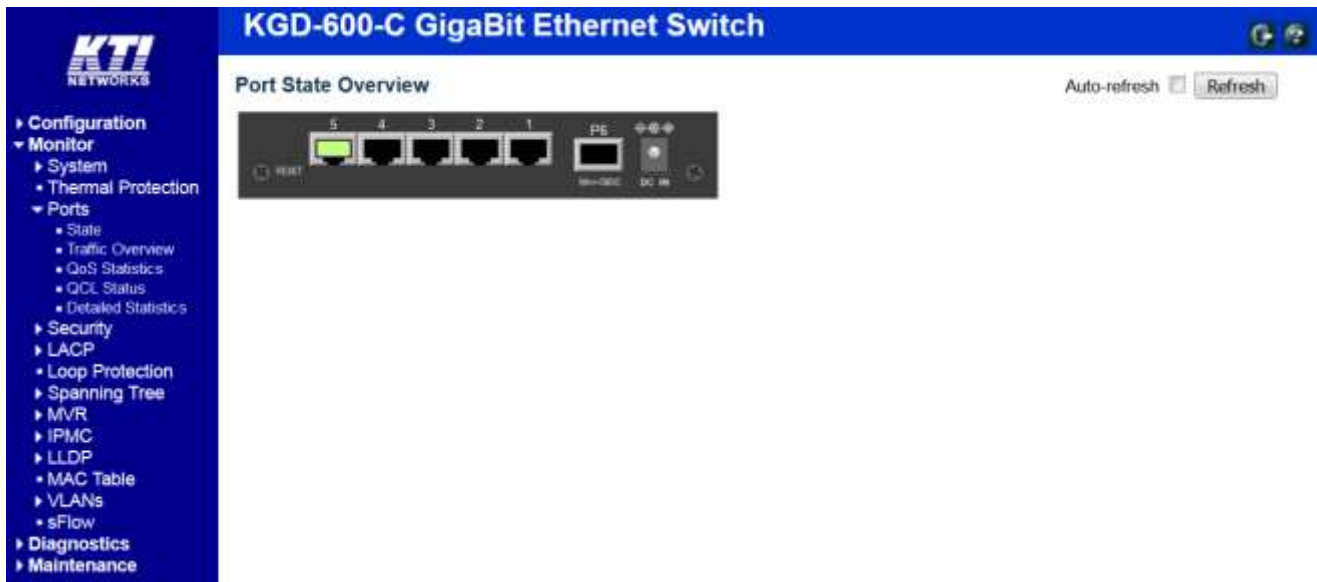 KTI
NETWORKS
KGD-600-C GigaBit Ethernet Switch
Port State Overview
Auto-refresh
Refresh
5 4 3 2 1 P6
RESET
DC IN
Configuration
Monitor
System
Thermal Protection
Ports
State
Traffic Overview
QoS Statistics
QCL Status
Detailed Statistics
Security
LACP
Loop Protection
Spanning Tree
MVR
IPMC
LLDP
MAC Table
VLANs
sFlow
Diagnostics
Maintenance